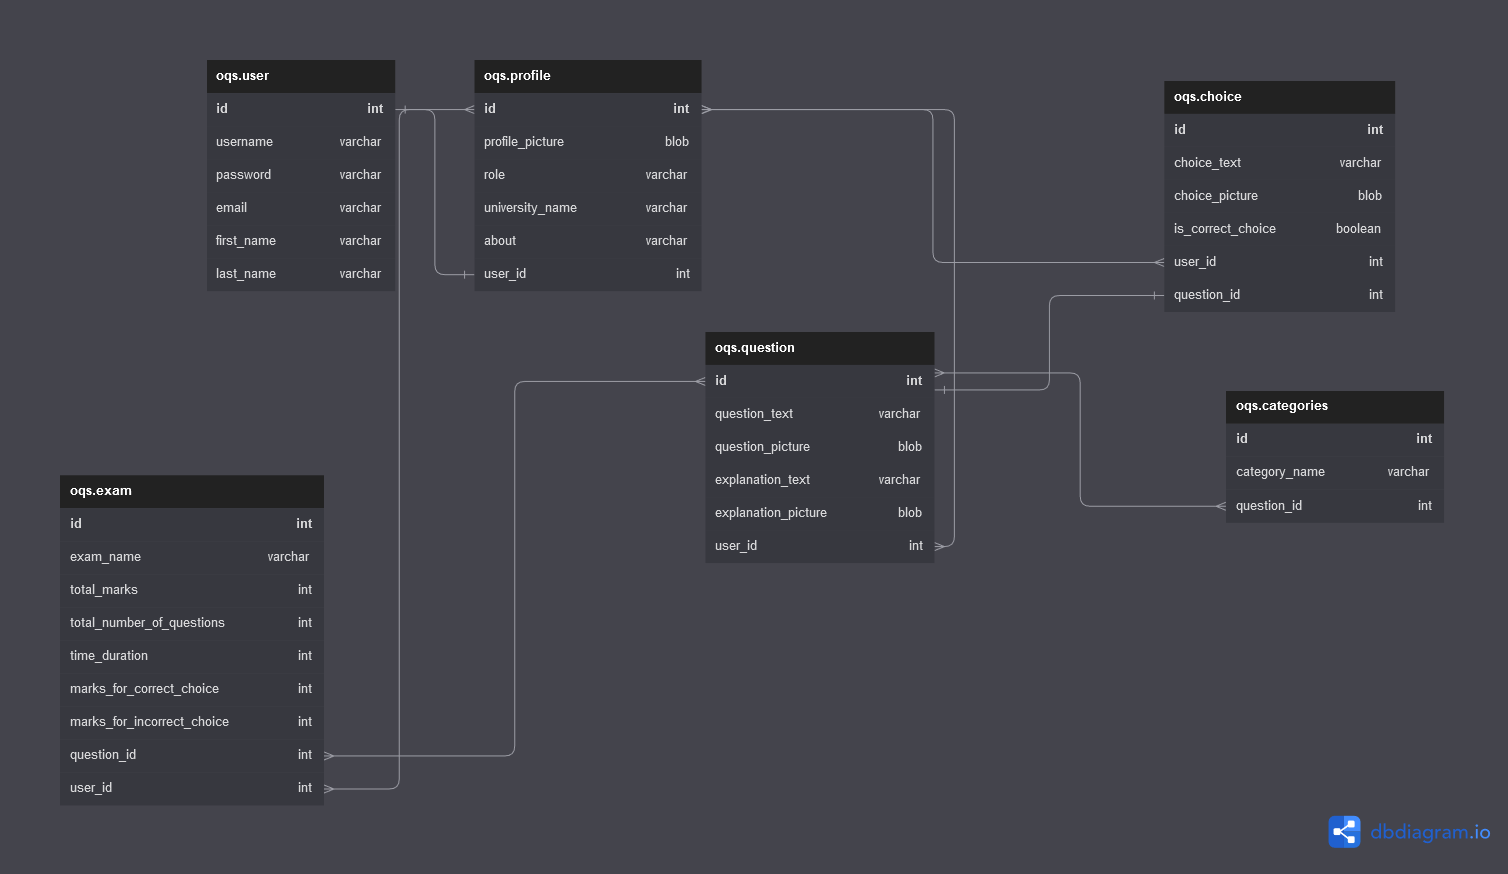 oqs.user
id int
username varchar
password varchar
email varchar
first_name varchar
last_name varchar
oqs.profile
id int
profile_picture blob
role varchar
university_name varchar
about varchar
user_id int
oqs.choice
id int
choice_text varchar
choice_picture blob
is_correct_choice boolean
user_id int
question_id int
oqs.question
id int
question_text varchar
question_picture blob
explanation_text varchar
explanation_picture blob
user_id int
oqs.categories
id int
category_name varchar
question_id int
oqs.exam
id int
exam_name varchar
total_marks int
total_number_of_questions int
time_duration int
marks_for_correct_choice int
marks_for_incorrect_choice int
question_id int
user_id int
dbdiagram.io